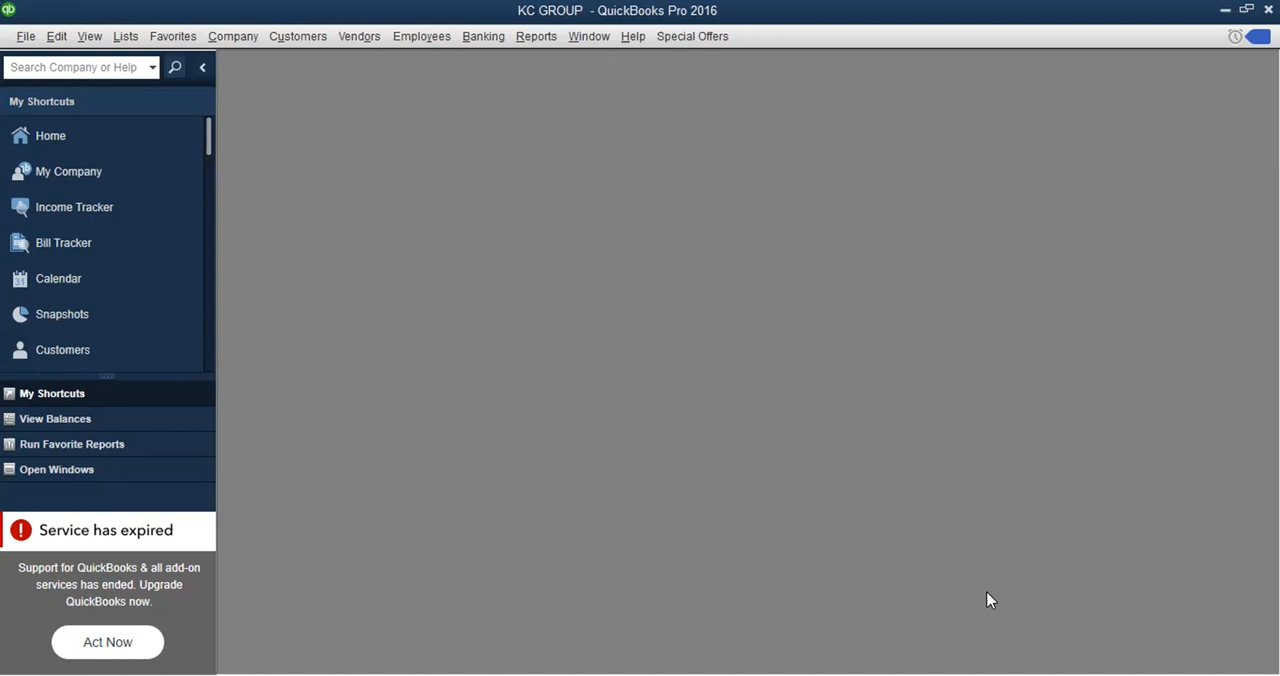 qb
KC GROUP - QuickBooks Pro 2016
File Edit View Lists Favorites Company Customers Vendors Employees Banking Reports Window Help Special Offers
Search Company or Help
My Shortcuts
Home
My Company
Income Tracker
Bill Tracker
31
Calendar
Snapshots
Customers
My Shortcuts
View Balances
Run Favorite Reports
Open Windows
! Service has expired
Support for QuickBooks & all add-on
services has ended. Upgrade
QuickBooks now.
Act Now